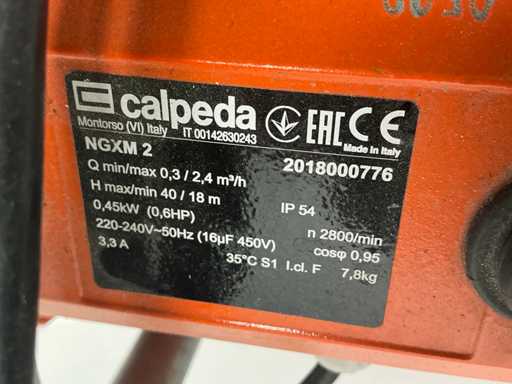 calpeda
EAC CE
Montorso (VI) Italy IT 00142630243
Made in Italy
NGXM 2 2018000776
Q min/max 0,3 / 2,4 m³/h
H max/min 40 / 18 m IP 54
0,45kW (0,6HP) n 2800/min
220-240V~50Hz (16µF 450V) cosφ 0,95
3,3 A 35°C S1 I.cl. F 7,8kg